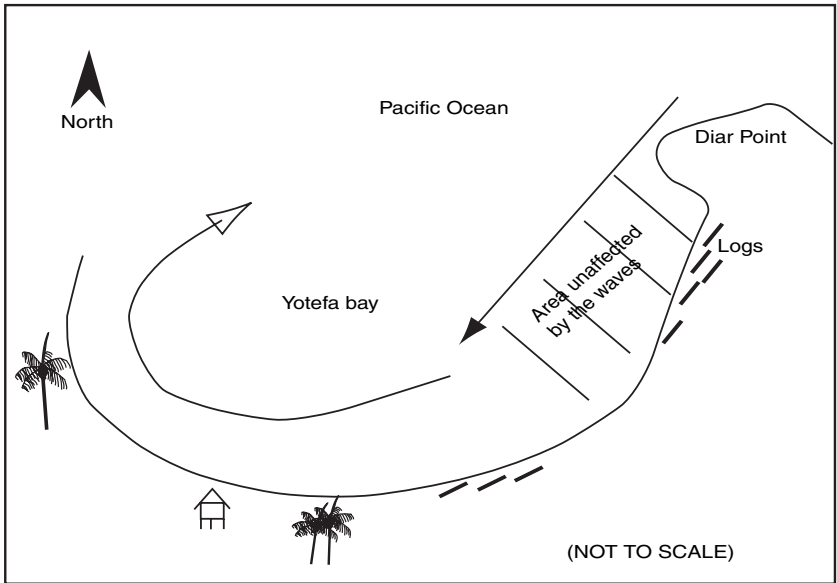 North
Pacific Ocean
Diar Point
Logs
Area unaffected
by the waves
Yotefa bay
(NOT TO SCALE)